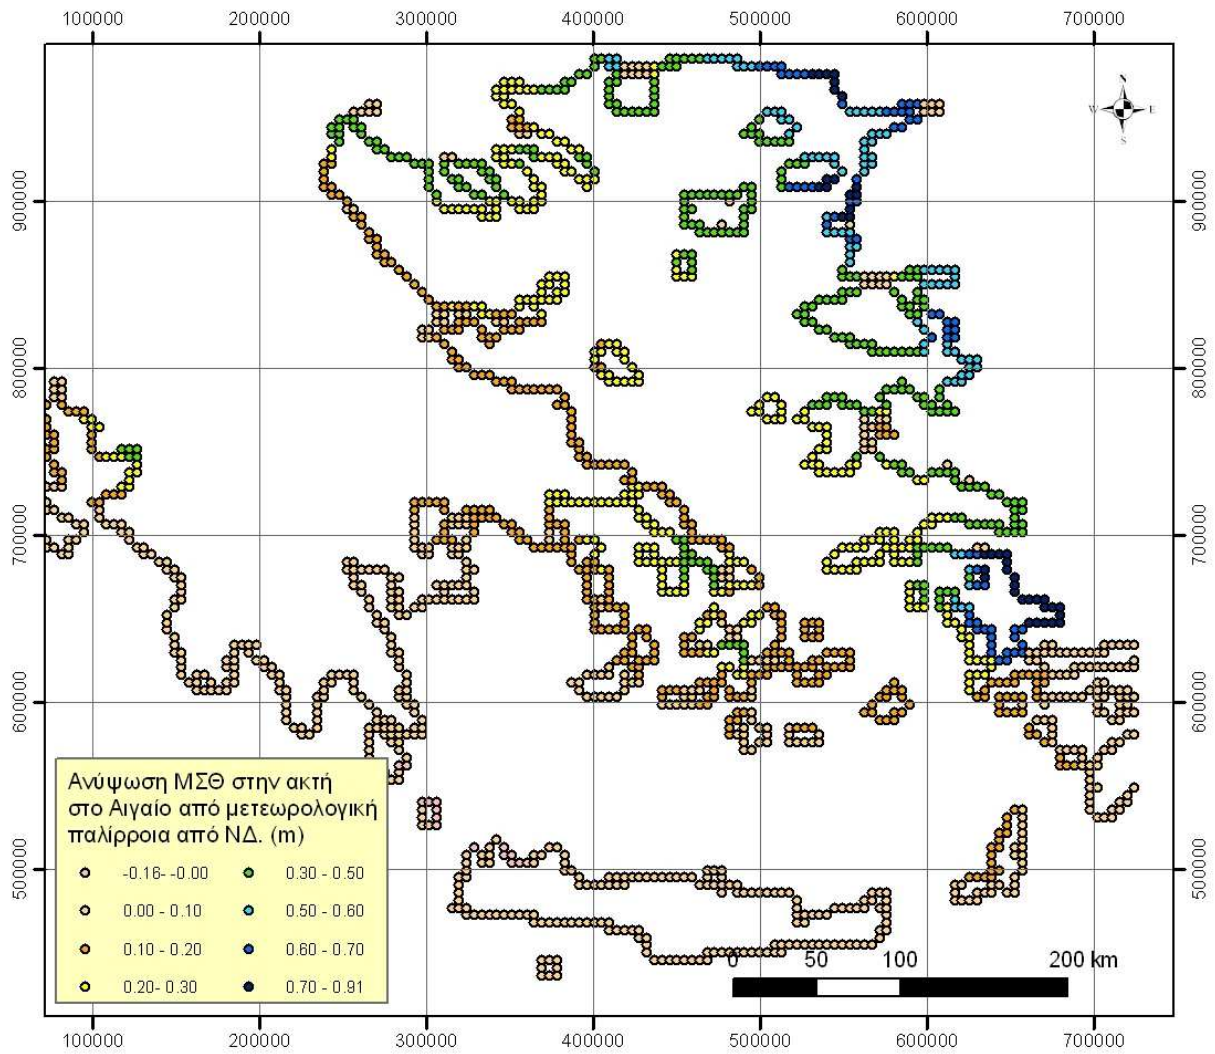 100000 200000 300000 400000 500000 600000 700000
N
W E
S
900000 900000
800000 800000
700000 700000
600000 600000
500000 500000
Ανύψωση ΜΣΘ στην ακτή
στο Αιγαίο από μετεωρολογική
παλίρροια από ΝΔ. (m)
-0.16- -0.00 0.30 - 0.50
0.00 - 0.10 0.50 - 0.60
0.10 - 0.20 0.60 - 0.70
0.20- 0.30 0.70 - 0.91
0 50 100 200 km
100000 200000 300000 400000 500000 600000 700000